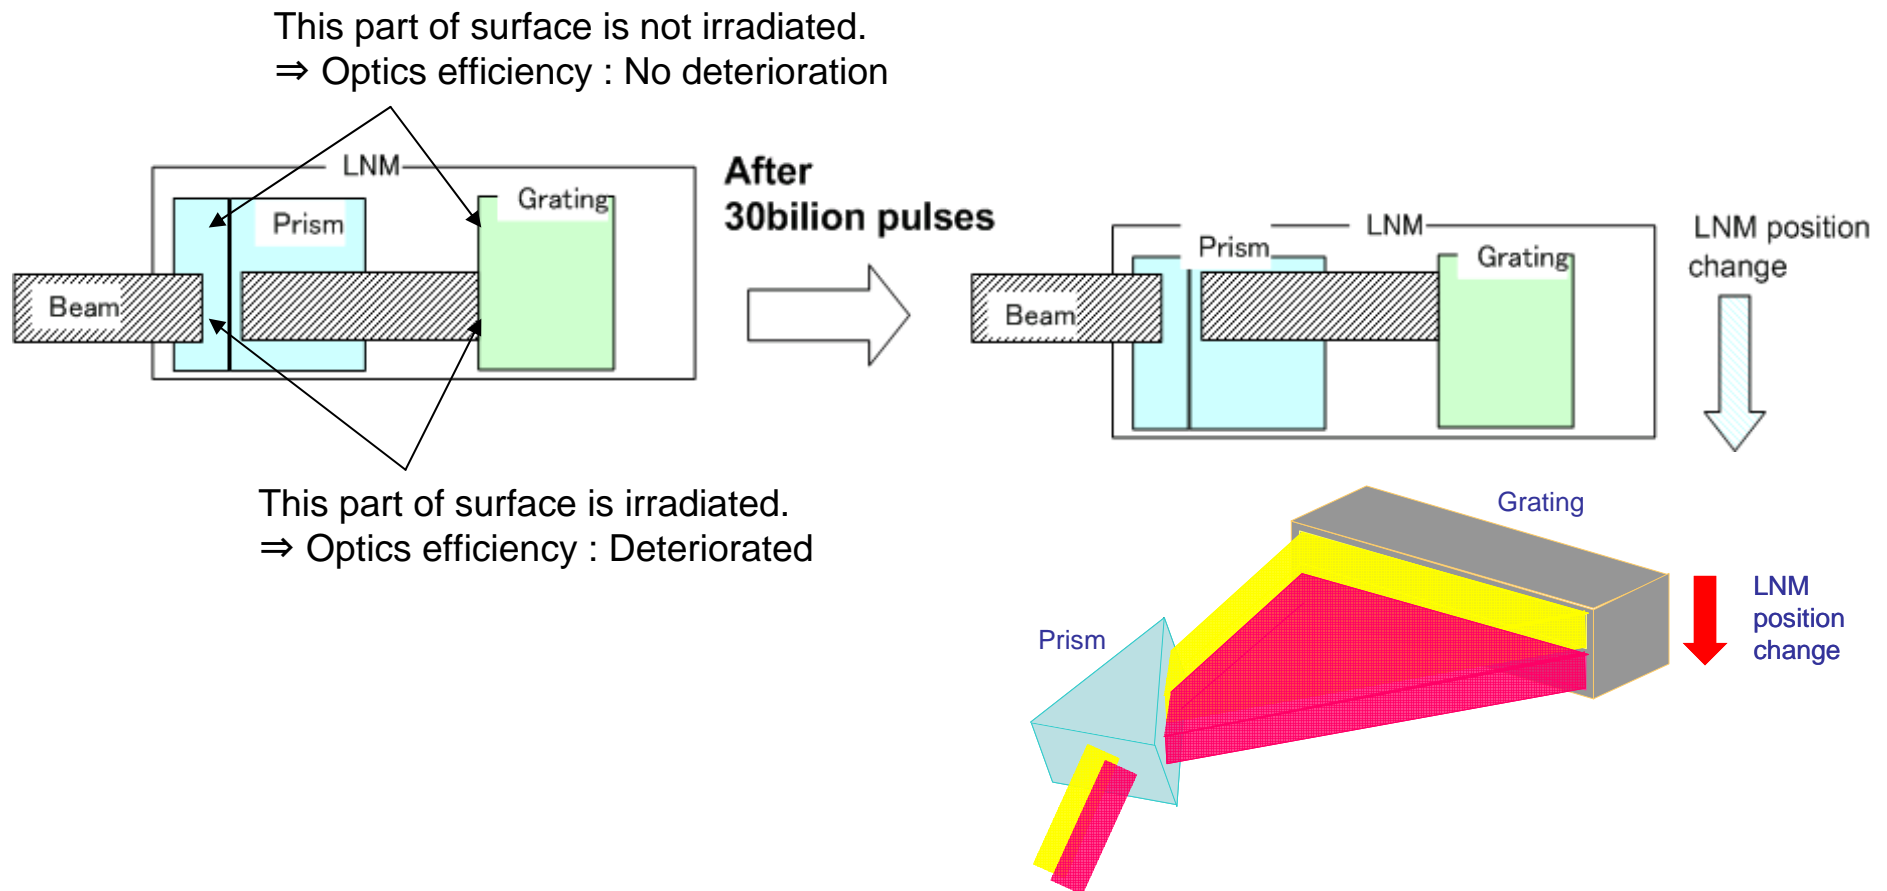 This part of surface is not irradiated.
⇒ Optics efficiency : No deterioration
LNM
Prism
Grating
Beam
After
30bilion pulses
LNM
Prism
Grating
Beam
LNM position
change
This part of surface is irradiated.
⇒ Optics efficiency : Deteriorated
Grating
Prism
LNM
position
change